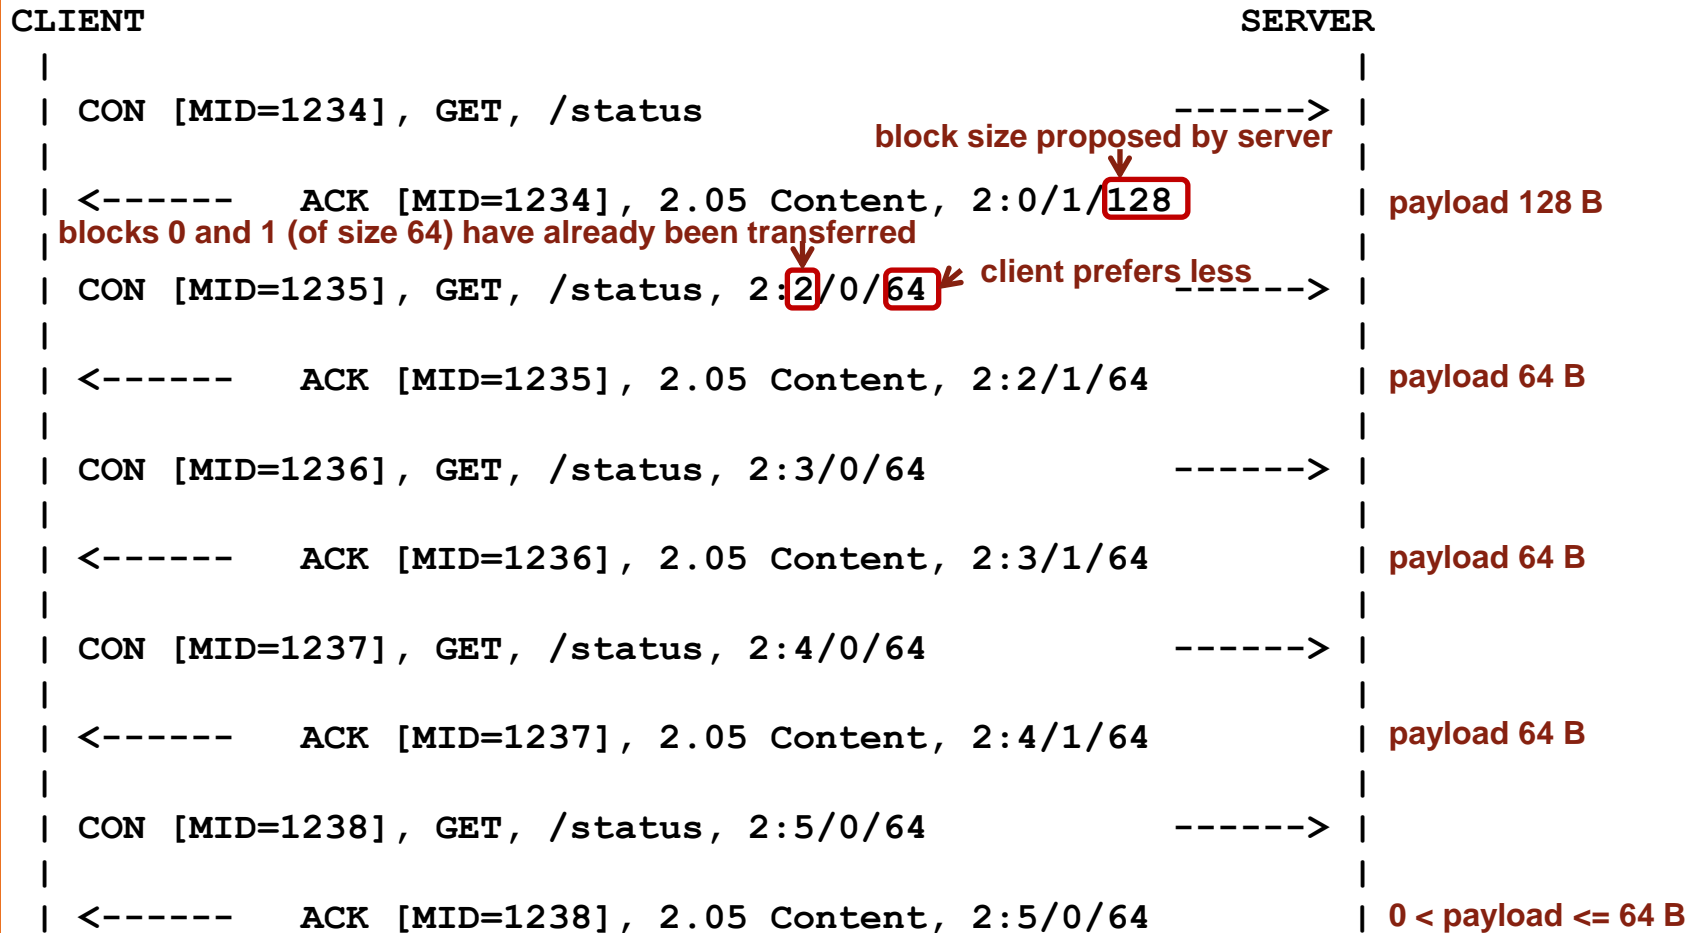 CLIENT SERVER
| |
| CON [MID=1234], GET, /status ------> |
block size proposed by server
| |
| <------ ACK [MID=1234], 2.05 Content, 2:0/1/128 | payload 128 B
blocks 0 and 1 (of size 64) have already been transferred
| |
client prefers less
| CON [MID=1235], GET, /status, 2:2/0/64 ------> |
| |
| <------ ACK [MID=1235], 2.05 Content, 2:2/1/64 | payload 64 B
| |
| CON [MID=1236], GET, /status, 2:3/0/64 ------> |
| |
| <------ ACK [MID=1236], 2.05 Content, 2:3/1/64 | payload 64 B
| |
| CON [MID=1237], GET, /status, 2:4/0/64 ------> |
| |
| <------ ACK [MID=1237], 2.05 Content, 2:4/1/64 | payload 64 B
| |
| CON [MID=1238], GET, /status, 2:5/0/64 ------> |
| |
| <------ ACK [MID=1238], 2.05 Content, 2:5/0/64 | 0 < payload <= 64 B